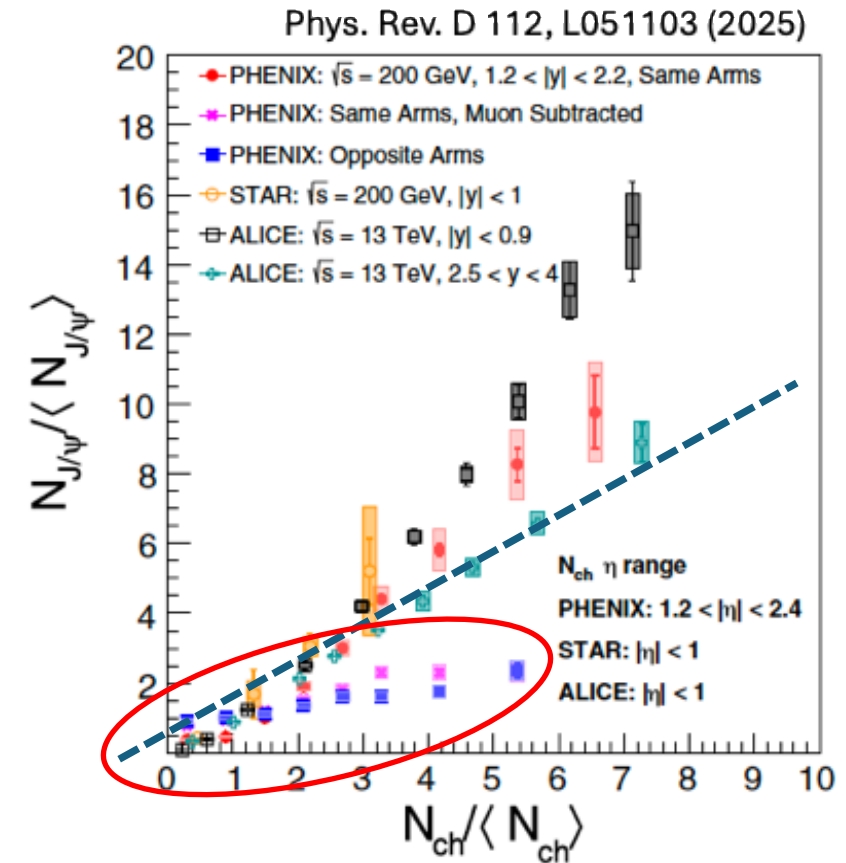 Phys. Rev. D 112, L051103 (2025)
PHENIX: √s = 200 GeV, 1.2 < |y| < 2.2, Same Arms
PHENIX: Same Arms, Muon Subtracted
PHENIX: Opposite Arms
STAR: √s = 200 GeV, |y| < 1
ALICE: √s = 13 TeV, |y| < 0.9
ALICE: √s = 13 TeV, 2.5 < y < 4
20
18
16
14
12
10
8
6
4
2
N_J/ψ/⟨ N_J/ψ ⟩
N_ch η range
PHENIX: 1.2 < |η| < 2.4
STAR: |η| < 1
ALICE: |η| < 1
0 1 2 3 4 5 6 7 8 9 10
N_ch/⟨ N_ch ⟩